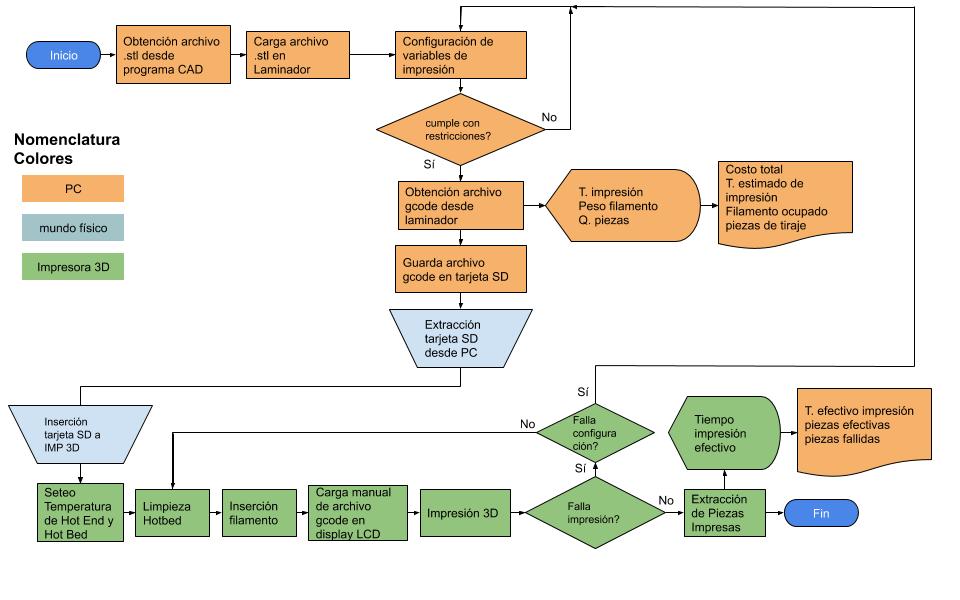 Inicio
Obtención archivo
.stl desde
programa CAD
Carga archivo
.stl en
Laminador
Configuración de
variables de
impresión
cumple con
restricciones?
No
Sí
Nomenclatura
Colores
PC
mundo físico
Impresora 3D
Obtención archivo
gcode desde
laminador
T. impresión
Peso filamento
Q. piezas
Costo total
T. estimado de
impresión
Filamento ocupado
piezas de tiraje
Guarda archivo
gcode en tarjeta SD
Extracción
tarjeta SD
desde PC
Inserción
tarjeta SD a
IMP 3D
Seteo
Temperatura
de Hot End y
Hot Bed
Limpieza
Hotbed
Inserción
filamento
Carga manual
de archivo
gcode en
display LCD
Impresión 3D
Falla
impresión?
Sí
No
Falla
configura
ción?
No
Sí
Extracción
de Piezas
Impresas
Tiempo
impresión
efectivo
T. efectivo impresión
piezas efectivas
piezas fallidas
Fin